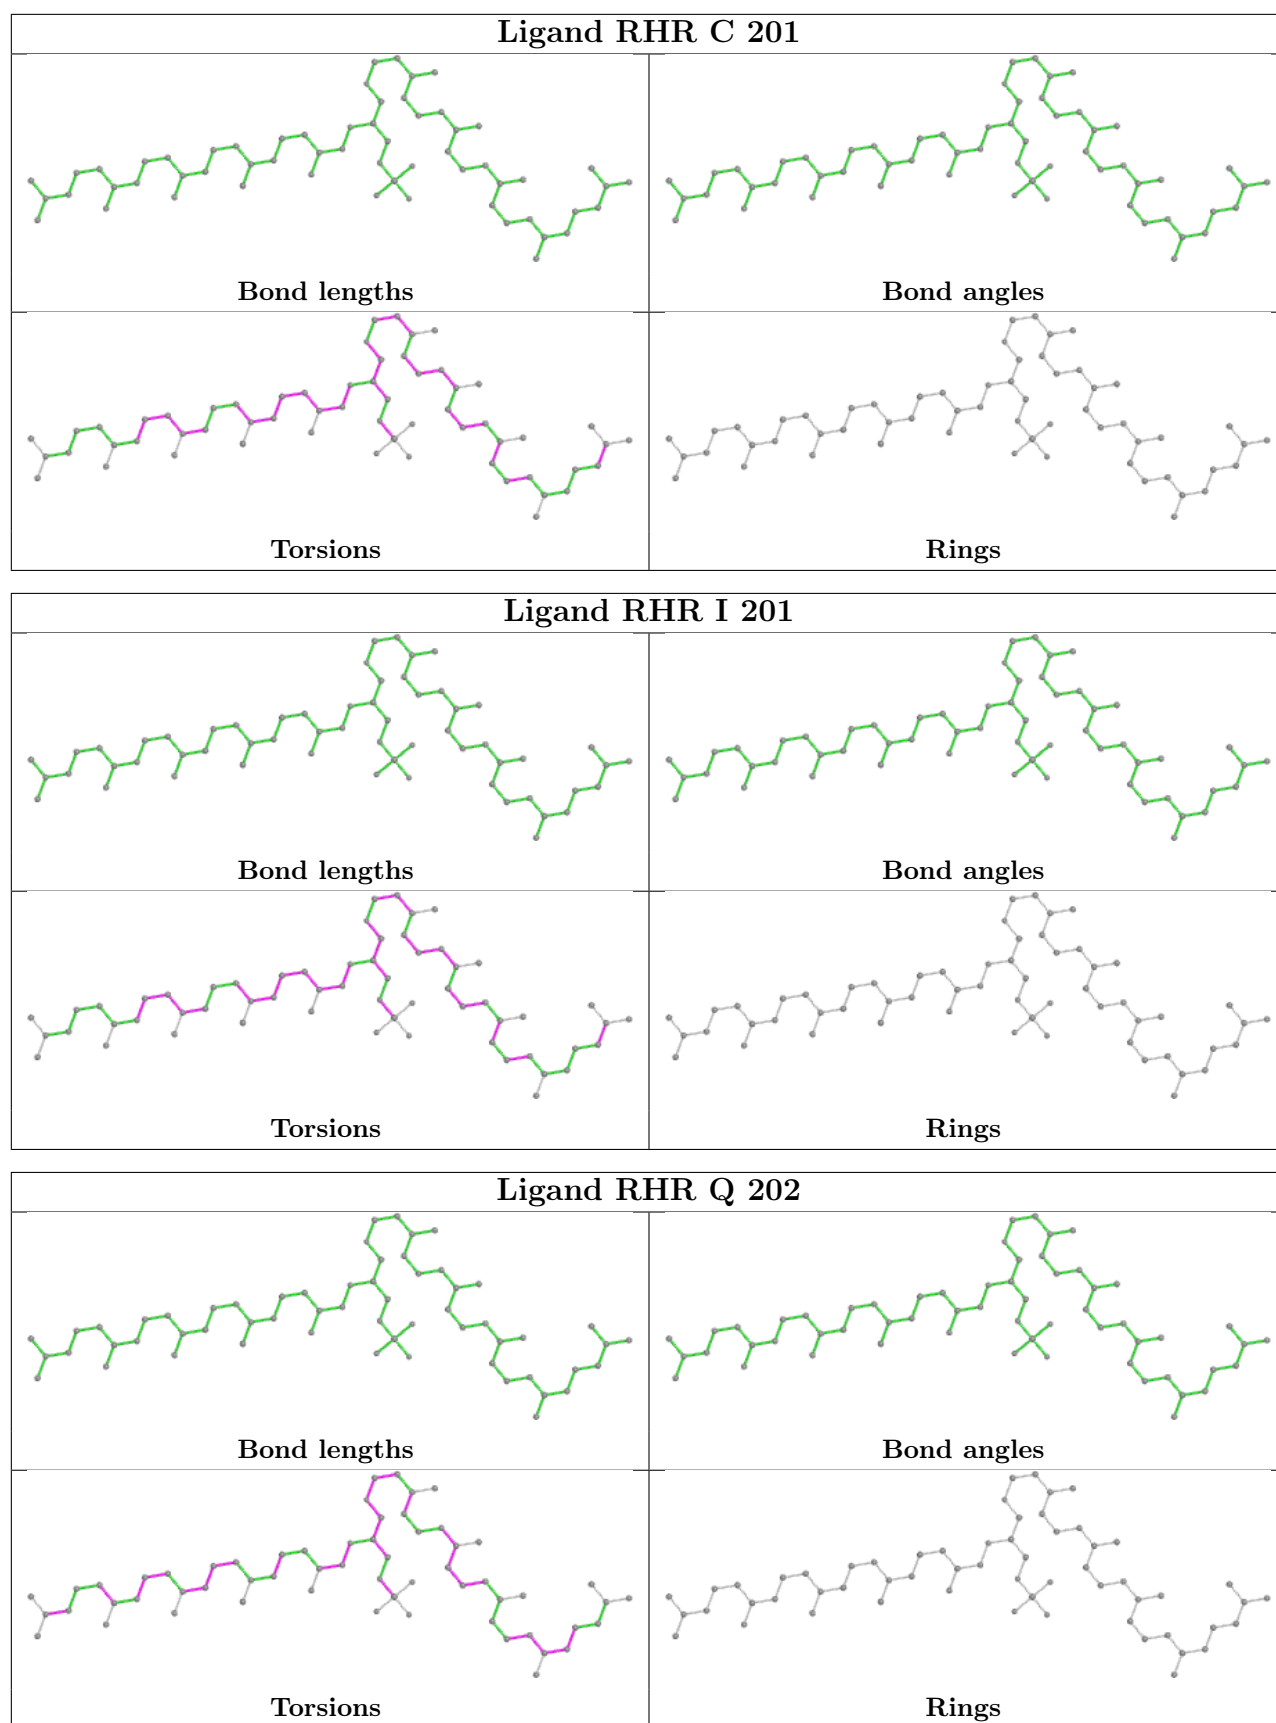 Ligand RHR C 201
Bond lengths
Bond angles
Torsions
Rings
Ligand RHR I 201
Bond lengths
Bond angles
Torsions
Rings
Ligand RHR Q 202
Bond lengths
Bond angles
Torsions
Rings